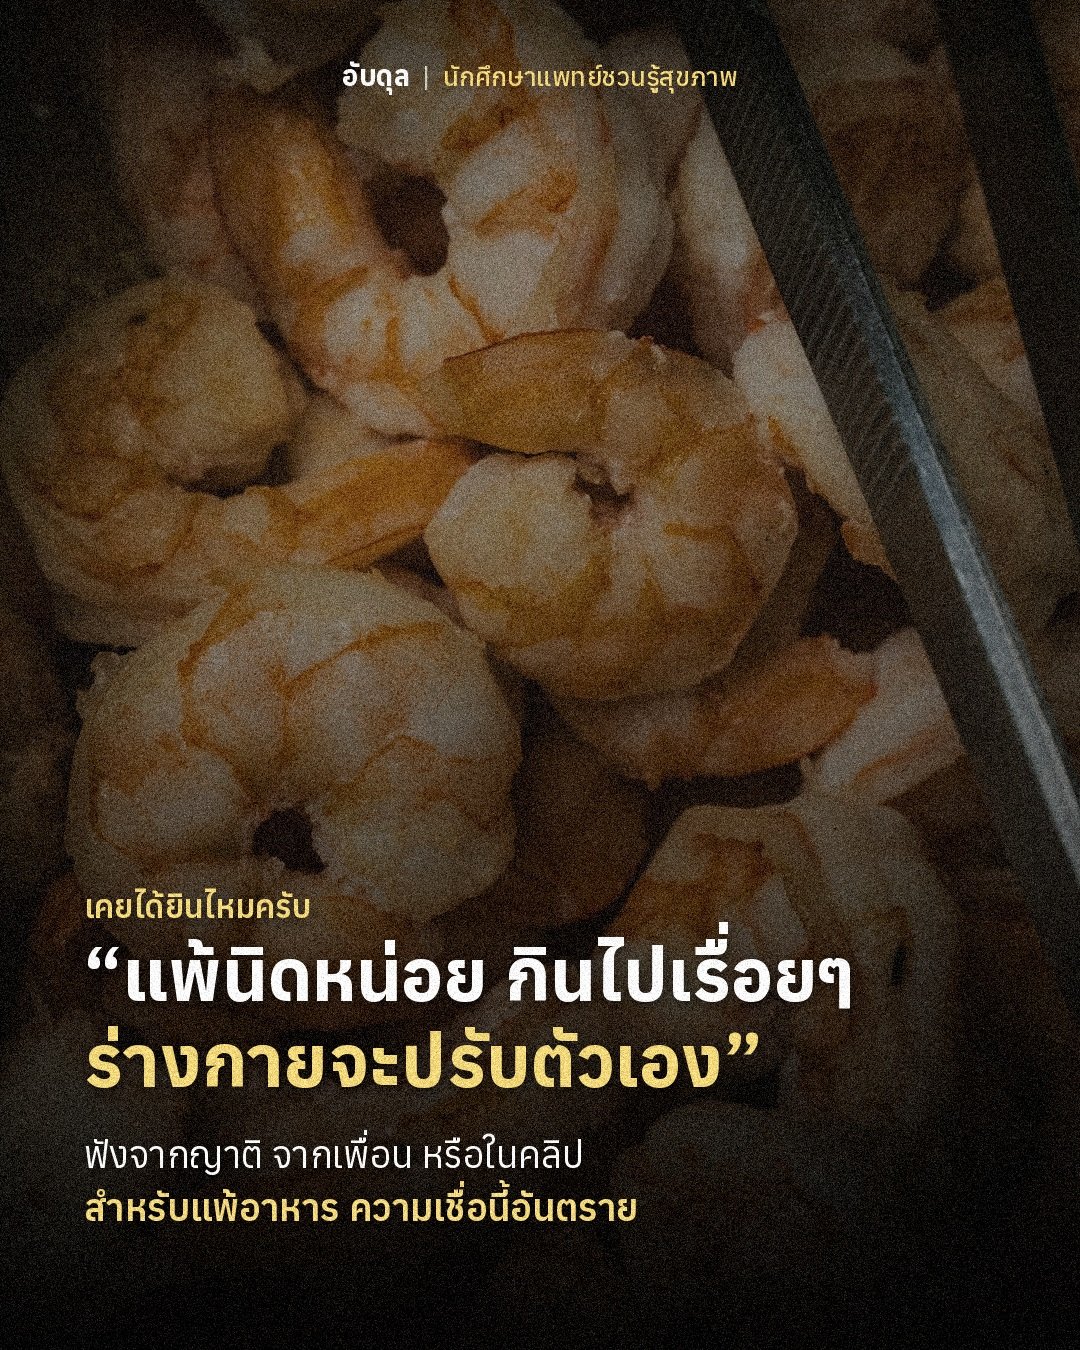 อับดุล | นักศึกษาแพทย์ชวนรู้สุขภาพ
เคยได้ยินไหมครับ
“แพ้นิดหน่อย กินไปเรื่อยๆ
ร่างกายจะปรับตัวเอง”
ฟังจากญาติ จากเพื่อน หรือในคลิป
สำหรับแพ้อาหาร ความเชื่อนี้อันตราย